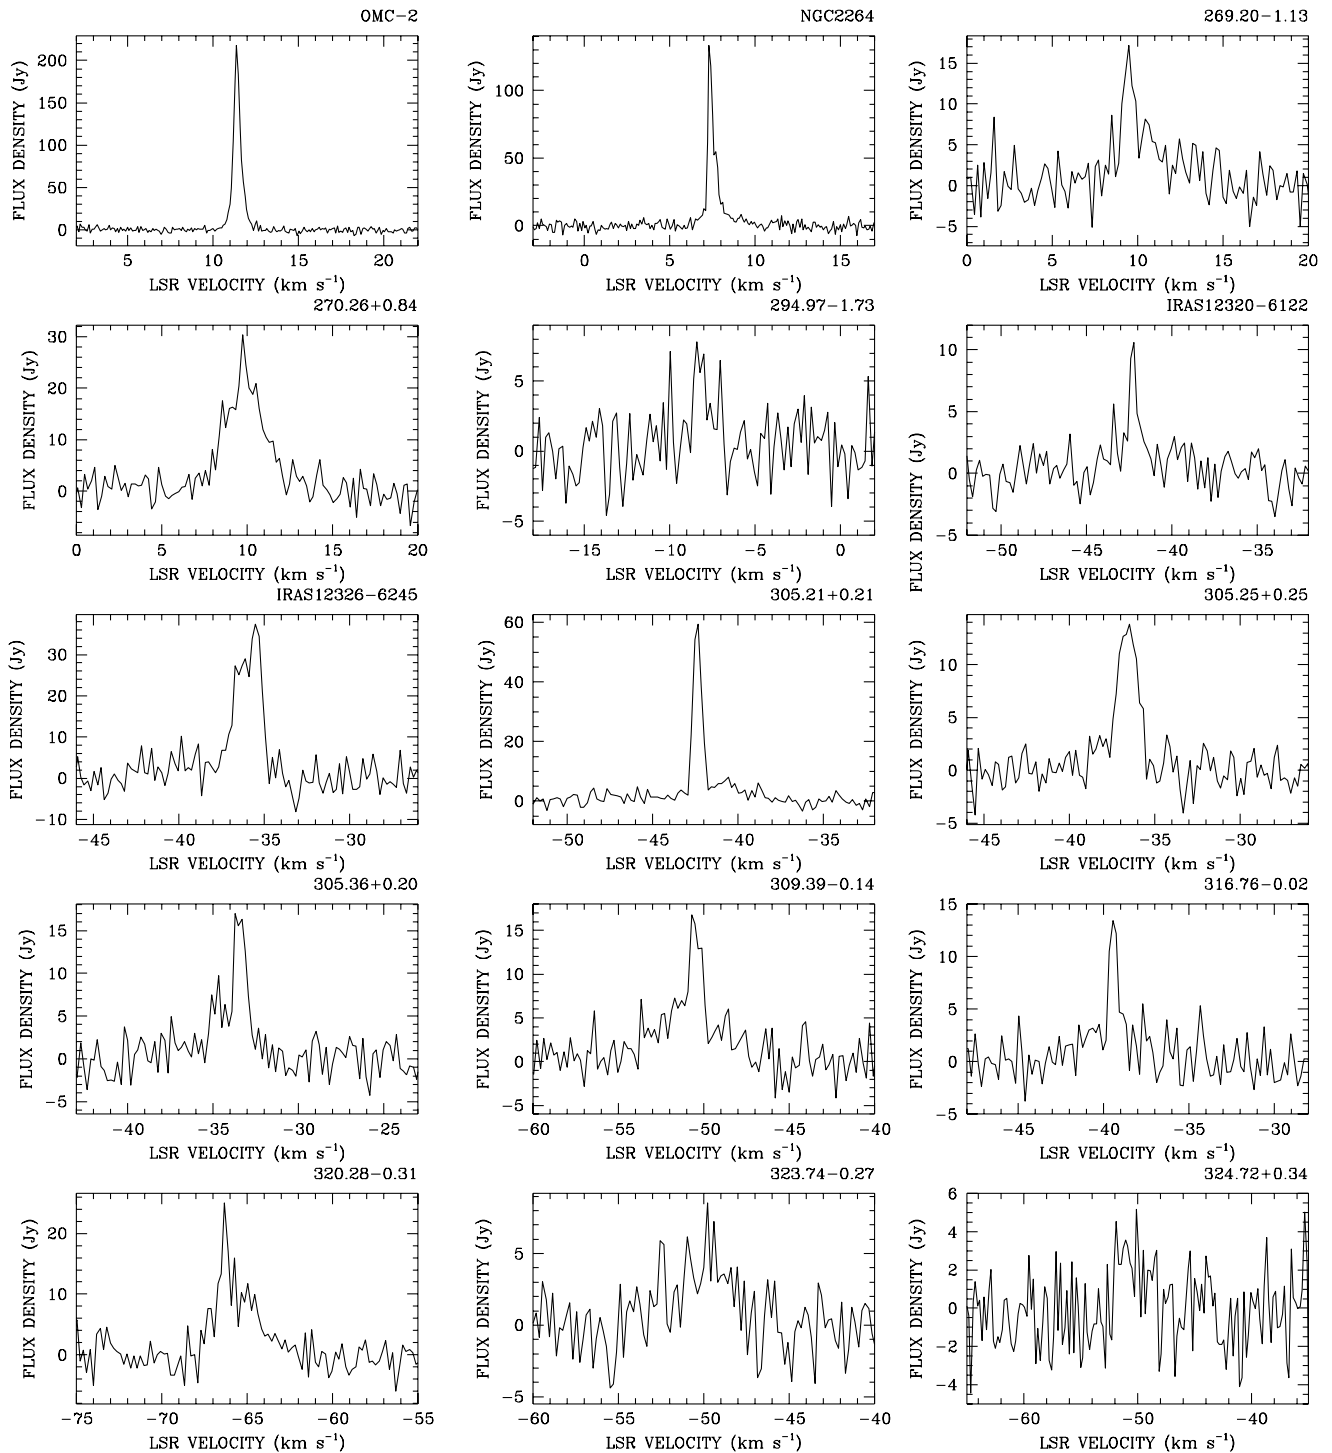 OMC−2 NGC2264 269.20−1.13
FLUX DENSITY (Jy) 200 150 100 50 0
FLUX DENSITY (Jy) 100 50 0
FLUX DENSITY (Jy) 15 10 5 0 −5
5 10 15 20 0 5 10 15 0 5 10 15 20
LSR VELOCITY (km s⁻¹) LSR VELOCITY (km s⁻¹) LSR VELOCITY (km s⁻¹)
270.26+0.84 294.97−1.73 IRAS12320−6122
FLUX DENSITY (Jy) 30 20 10 0
FLUX DENSITY (Jy) 5 0 −5
FLUX DENSITY (Jy) 10 5 0 −5
0 5 10 15 20 −15 −10 −5 0 −50 −45 −40 −35
LSR VELOCITY (km s⁻¹) LSR VELOCITY (km s⁻¹) LSR VELOCITY (km s⁻¹)
IRAS12326−6245 305.21+0.21 305.25+0.25
FLUX DENSITY (Jy) 30 20 10 0 −10
FLUX DENSITY (Jy) 60 40 20 0
FLUX DENSITY (Jy) 10 5 0 −5
−45 −40 −35 −30 −50 −45 −40 −35 −45 −40 −35 −30
LSR VELOCITY (km s⁻¹) LSR VELOCITY (km s⁻¹) LSR VELOCITY (km s⁻¹)
305.36+0.20 309.39−0.14 316.76−0.02
FLUX DENSITY (Jy) 15 10 5 0 −5
FLUX DENSITY (Jy) 15 10 5 0 −5
FLUX DENSITY (Jy) 15 10 5 0 −5
−40 −35 −30 −25 −60 −55 −50 −45 −40 −45 −40 −35 −30
LSR VELOCITY (km s⁻¹) LSR VELOCITY (km s⁻¹) LSR VELOCITY (km s⁻¹)
320.28−0.31 323.74−0.27 324.72+0.34
FLUX DENSITY (Jy) 20 10 0
FLUX DENSITY (Jy) 5 0 −5
FLUX DENSITY (Jy) 6 4 2 0 −2 −4
−75 −70 −65 −60 −55 −60 −55 −50 −45 −40 −60 −50 −40
LSR VELOCITY (km s⁻¹) LSR VELOCITY (km s⁻¹) LSR VELOCITY (km s⁻¹)